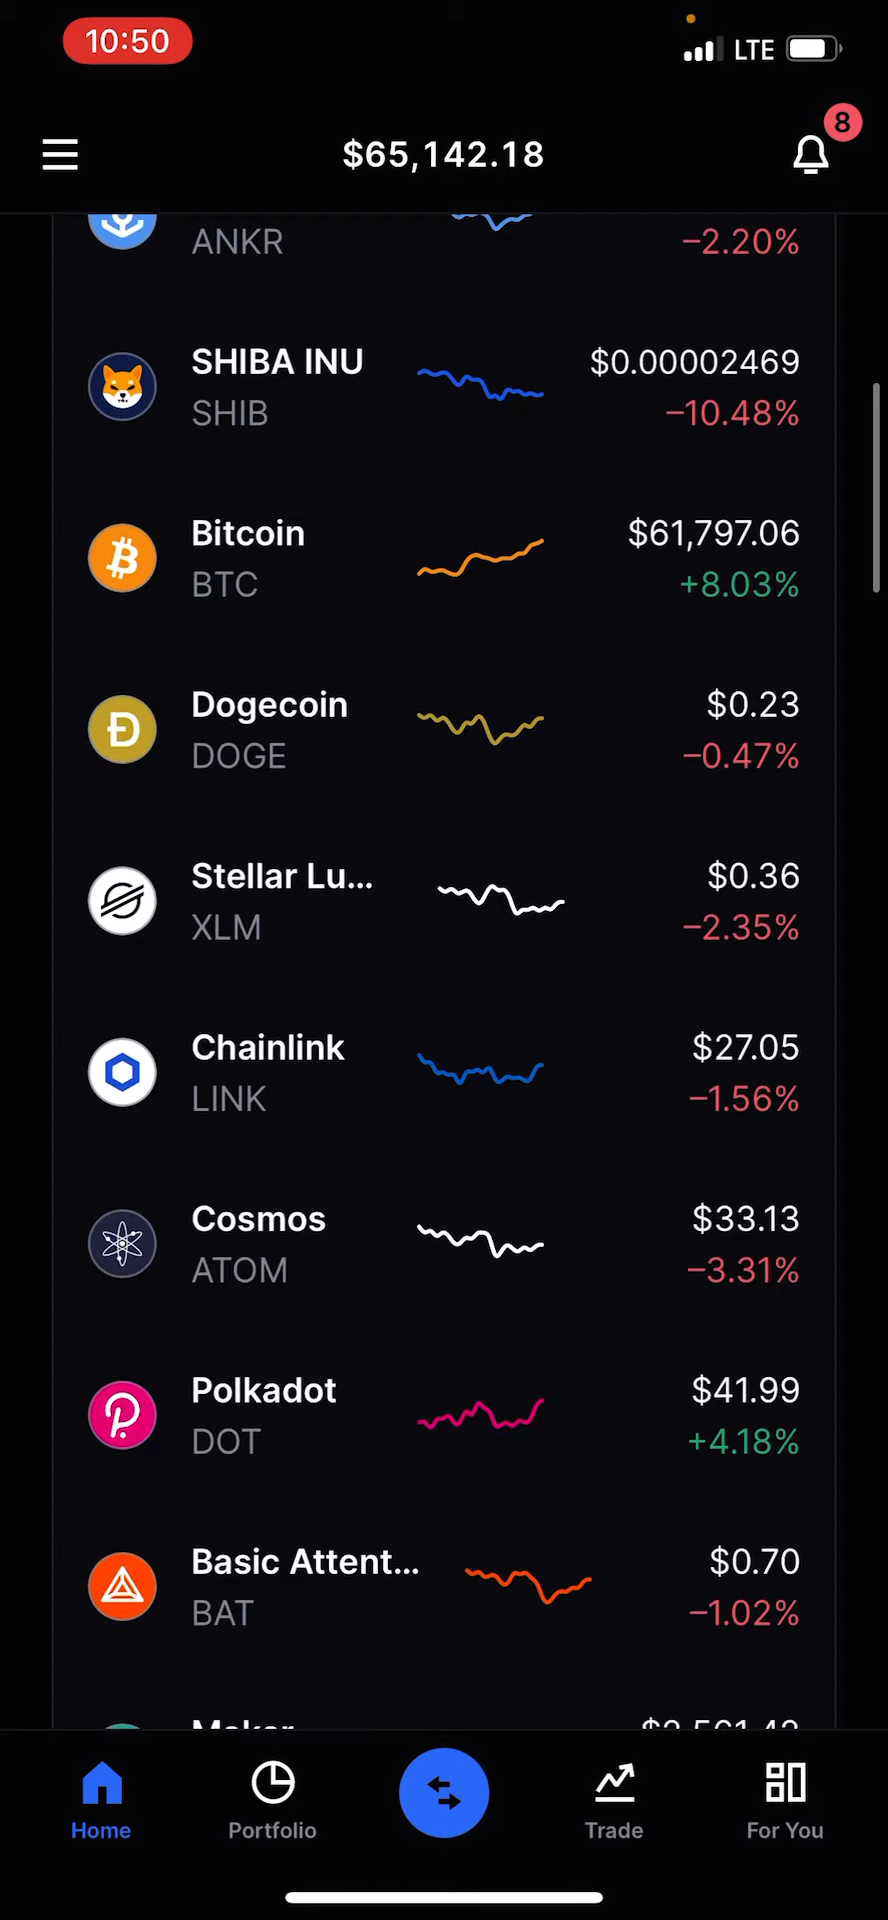 10:50
LTE
8
$65,142.18
ANKR
−2.20%
SHIBA INU
$0.00002469
SHIB
−10.48%
Bitcoin
$61,797.06
BTC
+8.03%
Dogecoin
$0.23
DOGE
−0.47%
Stellar Lu...
$0.36
XLM
−2.35%
Chainlink
$27.05
LINK
−1.56%
Cosmos
$33.13
ATOM
−3.31%
Polkadot
$41.99
DOT
+4.18%
Basic Attent...
$0.70
BAT
−1.02%
Maker
Home
Portfolio
Trade
For You